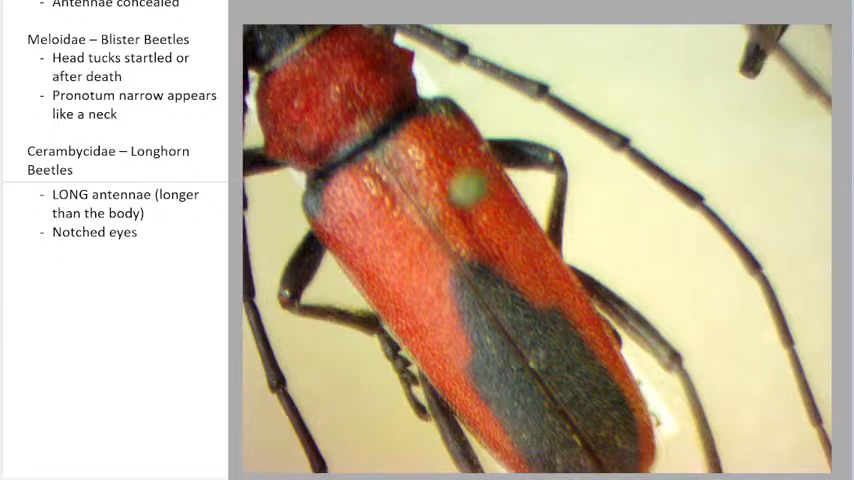 - Antennae concealed
Meloidae – Blister Beetles
- Head tucks startled or
after death
- Pronotum narrow appears
like a neck
Cerambycidae – Longhorn
Beetles
- LONG antennae (longer
than the body)
- Notched eyes